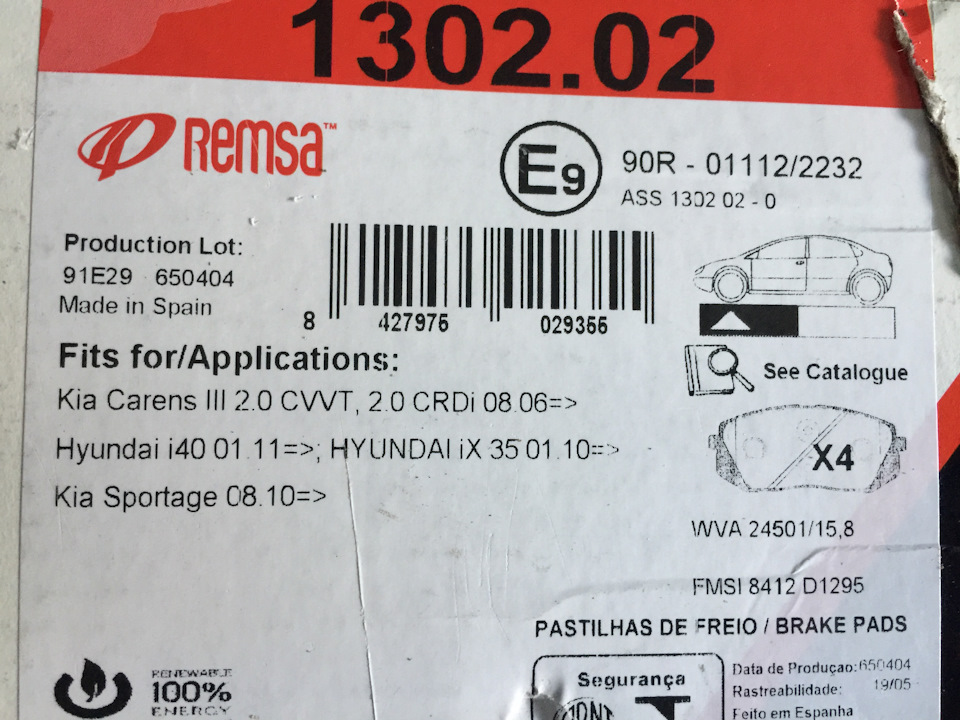 1302.02
Remsa™
E9
90R - 01112/2232
ASS 1302 02 - 0
Production Lot:
91E29 650404
Made in Spain
8 427975 029355
Fits for/Applications:
Kia Carens III 2.0 CVVT, 2.0 CRDi 08.06=>
Hyundai i40 01.11=>; HYUNDAI iX 35 01.10=>
Kia Sportage 08.10=>
See Catalogue
X4
WVA 24501/15,8
FMSI 8412 D1295
PASTILHAS DE FREIO / BRAKE PADS
RENEWABLE
100%
ENERGY
Segurança
Data de Produçao:650404
Rastreabilidade: 19/05
Feito em Espanha